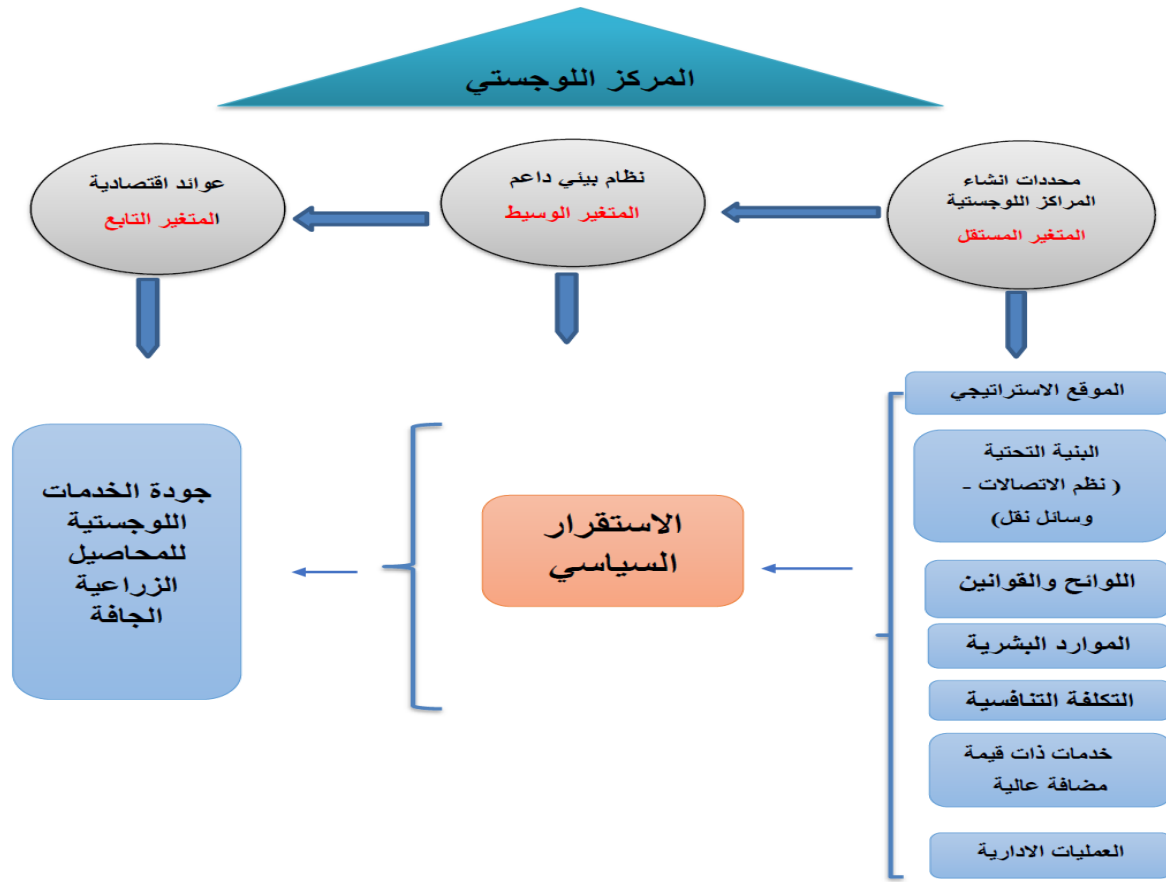 المركز اللوجستي
محددات انشاء
المراكز اللوجستية
المتغير المستقل
نظام بيئي داعم
المتغير الوسيط
عوائد اقتصادية
المتغير التابع
الموقع الاستراتيجي
البنية التحتية
( نظم الاتصالات –
وسائل نقل)
اللوائح والقوانين
الموارد البشرية
التكلفة التنافسية
خدمات ذات قيمة
مضافة عالية
العمليات الادارية
الاستقرار
السياسي
جودة الخدمات
اللوجستية
للمحاصيل
الزراعية
الجافة